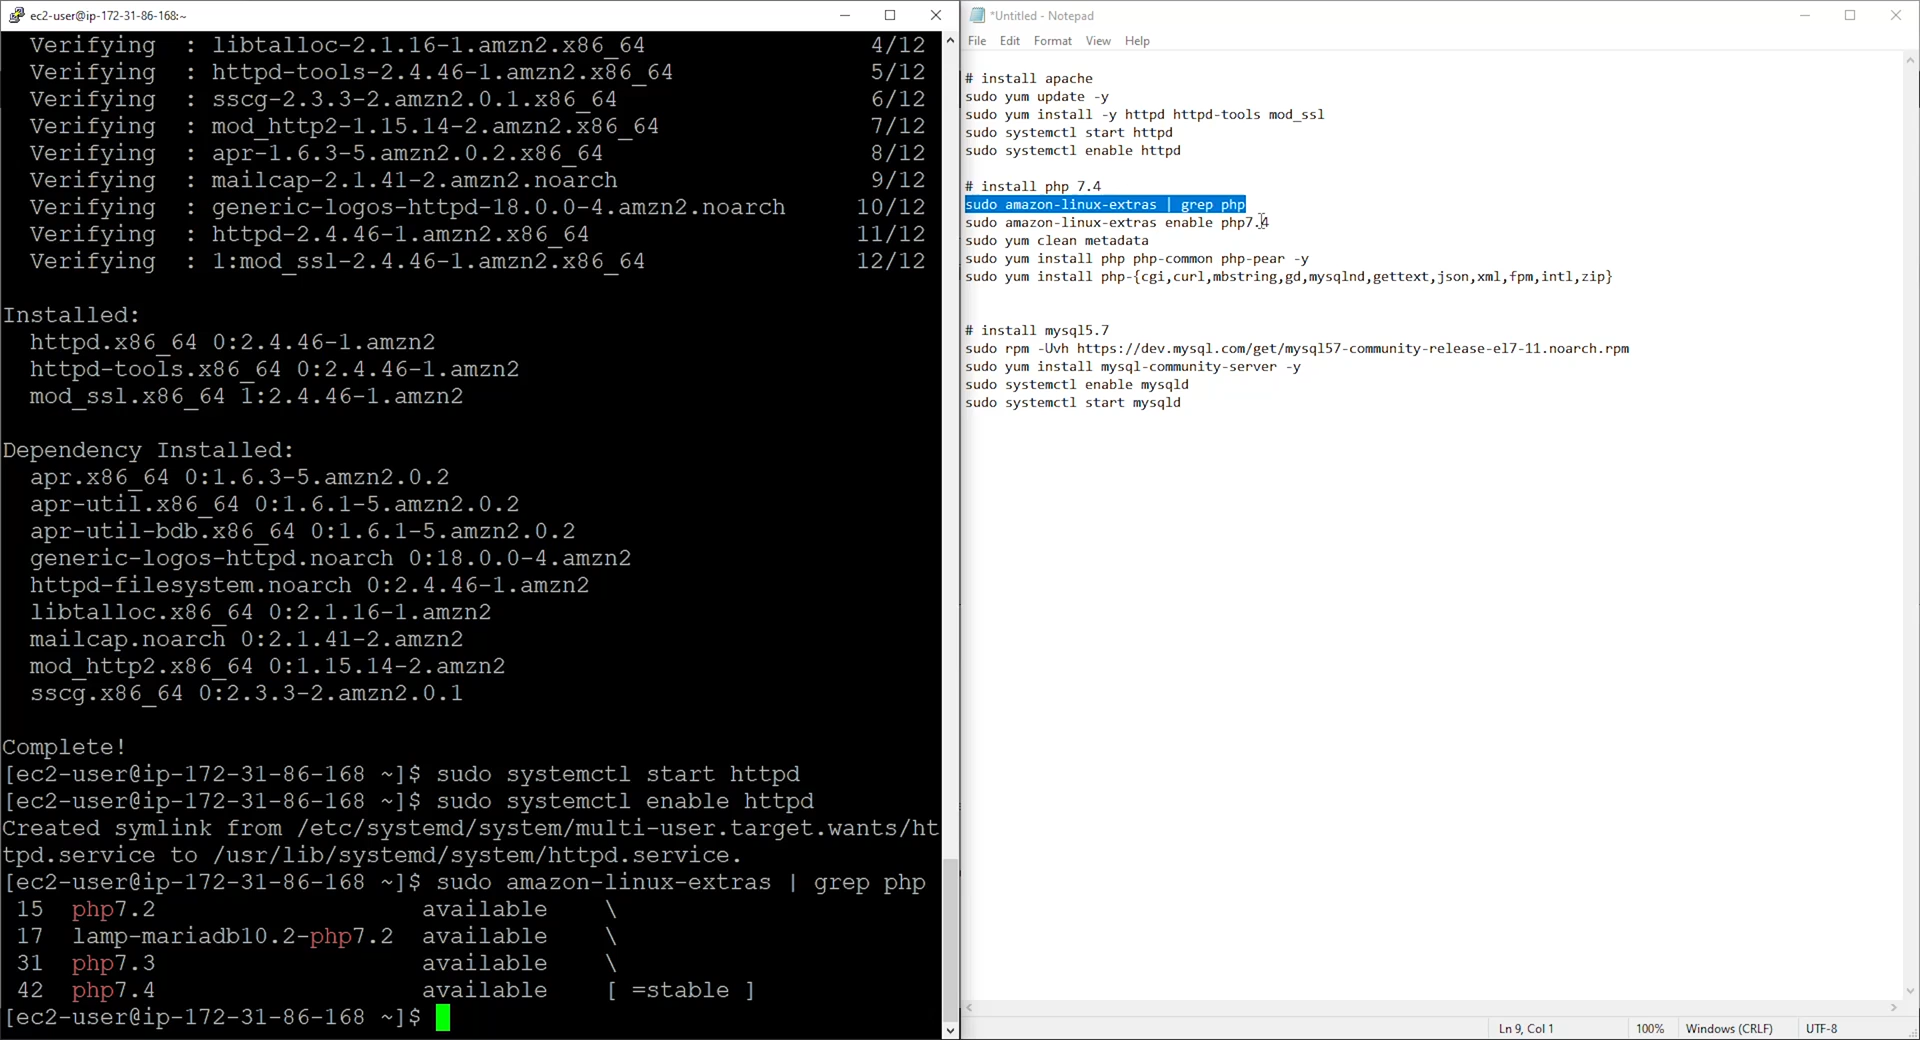 ec2-user@ip-172-31-86-168:~
Verifying : libtalloc-2.1.16-1.amzn2.x86_64 4/12
Verifying : httpd-tools-2.4.46-1.amzn2.x86_64 5/12
Verifying : sscg-2.3.3-2.amzn2.0.1.x86_64 6/12
Verifying : mod_http2-1.15.14-2.amzn2.x86_64 7/12
Verifying : apr-1.6.3-5.amzn2.0.2.x86_64 8/12
Verifying : mailcap-2.1.41-2.amzn2.noarch 9/12
Verifying : generic-logos-httpd-18.0.0-4.amzn2.noarch 10/12
Verifying : httpd-2.4.46-1.amzn2.x86_64 11/12
Verifying : 1:mod_ssl-2.4.46-1.amzn2.x86_64 12/12
Installed:
httpd.x86_64 0:2.4.46-1.amzn2
httpd-tools.x86_64 0:2.4.46-1.amzn2
mod_ssl.x86_64 1:2.4.46-1.amzn2
Dependency Installed:
apr.x86_64 0:1.6.3-5.amzn2.0.2
apr-util.x86_64 0:1.6.1-5.amzn2.0.2
apr-util-bdb.x86_64 0:1.6.1-5.amzn2.0.2
generic-logos-httpd.noarch 0:18.0.0-4.amzn2
httpd-filesystem.noarch 0:2.4.46-1.amzn2
libtalloc.x86_64 0:2.1.16-1.amzn2
mailcap.noarch 0:2.1.41-2.amzn2
mod_http2.x86_64 0:1.15.14-2.amzn2
sscg.x86_64 0:2.3.3-2.amzn2.0.1
Complete!
[ec2-user@ip-172-31-86-168 ~]$ sudo systemctl start httpd
[ec2-user@ip-172-31-86-168 ~]$ sudo systemctl enable httpd
Created symlink from /etc/systemd/system/multi-user.target.wants/ht
tpd.service to /usr/lib/systemd/system/httpd.service.
[ec2-user@ip-172-31-86-168 ~]$ sudo amazon-linux-extras | grep php
15 php7.2 available \
17 lamp-mariadb10.2-php7.2 available \
31 php7.3 available \
42 php7.4 available [ =stable ]
[ec2-user@ip-172-31-86-168 ~]$
*Untitled - Notepad
File Edit Format View Help
# install apache
sudo yum update -y
sudo yum install -y httpd httpd-tools mod_ssl
sudo systemctl start httpd
sudo systemctl enable httpd
# install php 7.4
sudo amazon-linux-extras | grep php
sudo amazon-linux-extras enable php7.4
sudo yum clean metadata
sudo yum install php php-common php-pear -y
sudo yum install php-{cgi,curl,mbstring,gd,mysqlnd,gettext,json,xml,fpm,intl,zip}
# install mysql5.7
sudo rpm -Uvh https://dev.mysql.com/get/mysql57-community-release-el7-11.noarch.rpm
sudo yum install mysql-community-server -y
sudo systemctl enable mysqld
sudo systemctl start mysqld
Ln 9, Col 1 100% Windows (CRLF) UTF-8